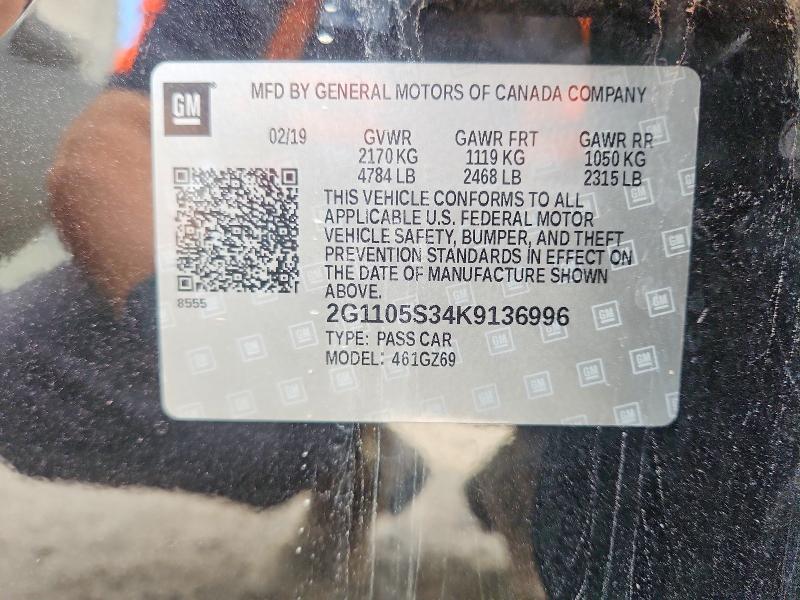 GM
MFD BY GENERAL MOTORS OF CANADA COMPANY
02/19 GVWR GAWR FRT GAWR RR
2170 KG 1119 KG 1050 KG
4784 LB 2468 LB 2315 LB
THIS VEHICLE CONFORMS TO ALL
APPLICABLE U.S. FEDERAL MOTOR
VEHICLE SAFETY, BUMPER, AND THEFT
PREVENTION STANDARDS IN EFFECT ON
THE DATE OF MANUFACTURE SHOWN
ABOVE.
8555
2G1105S34K9136996
TYPE: PASS CAR
MODEL: 461GZ69